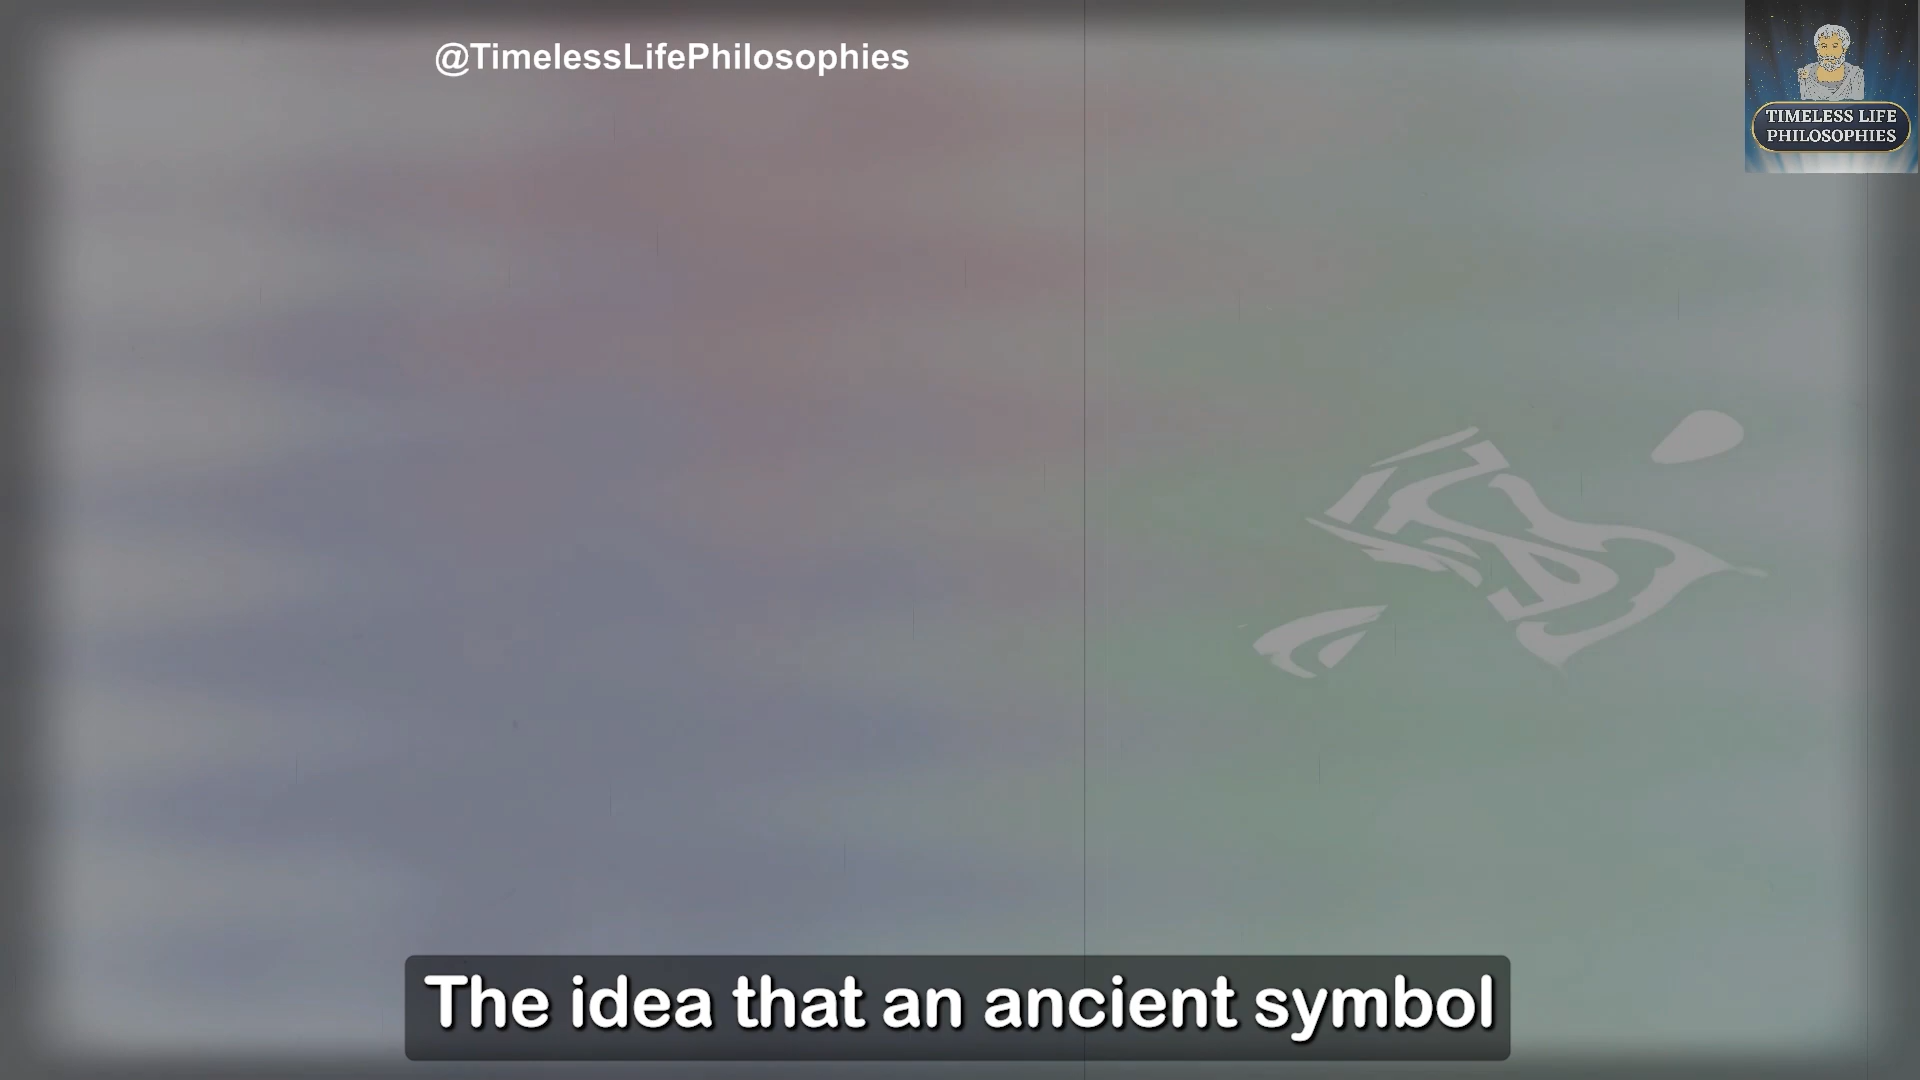 @TimelessLifePhilosophies
TIMELESS LIFE
PHILOSOPHIES
The idea that an ancient symbol